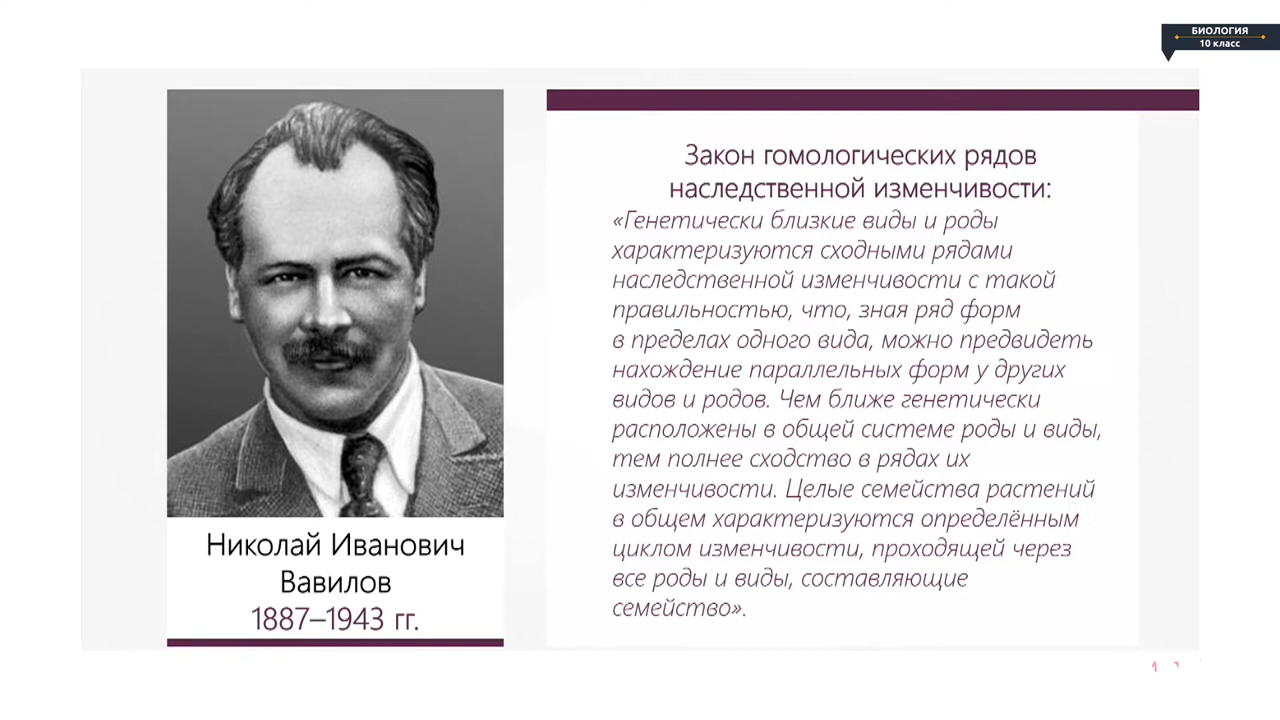 БИОЛОГИЯ
10 класс
Закон гомологических рядов
наследственной изменчивости:
«Генетически близкие виды и роды
характеризуются сходными рядами
наследственной изменчивости с такой
правильностью, что, зная ряд форм
в пределах одного вида, можно предвидеть
нахождение параллельных форм у других
видов и родов. Чем ближе генетически
расположены в общей системе роды и виды,
тем полнее сходство в рядах их
изменчивости. Целые семейства растений
в общем характеризуются определённым
циклом изменчивости, проходящей через
все роды и виды, составляющие
семейство».
Николай Иванович
Вавилов
1887–1943 гг.